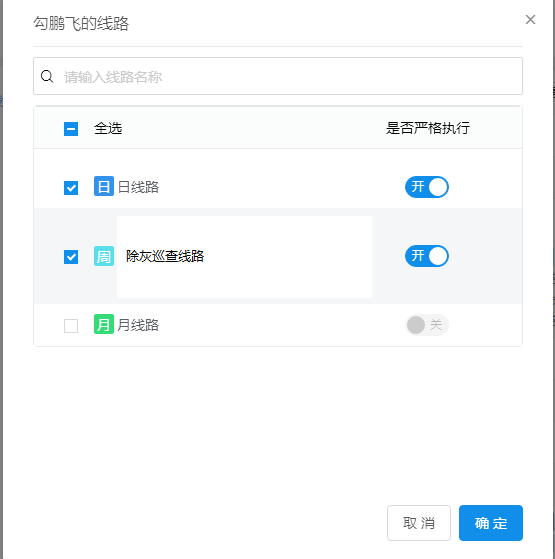 勾鹏飞的线路
请输入线路名称
全选 是否严格执行
日 日线路 开
周 除灰巡查线路 开
月 月线路 关
取 消 确 定